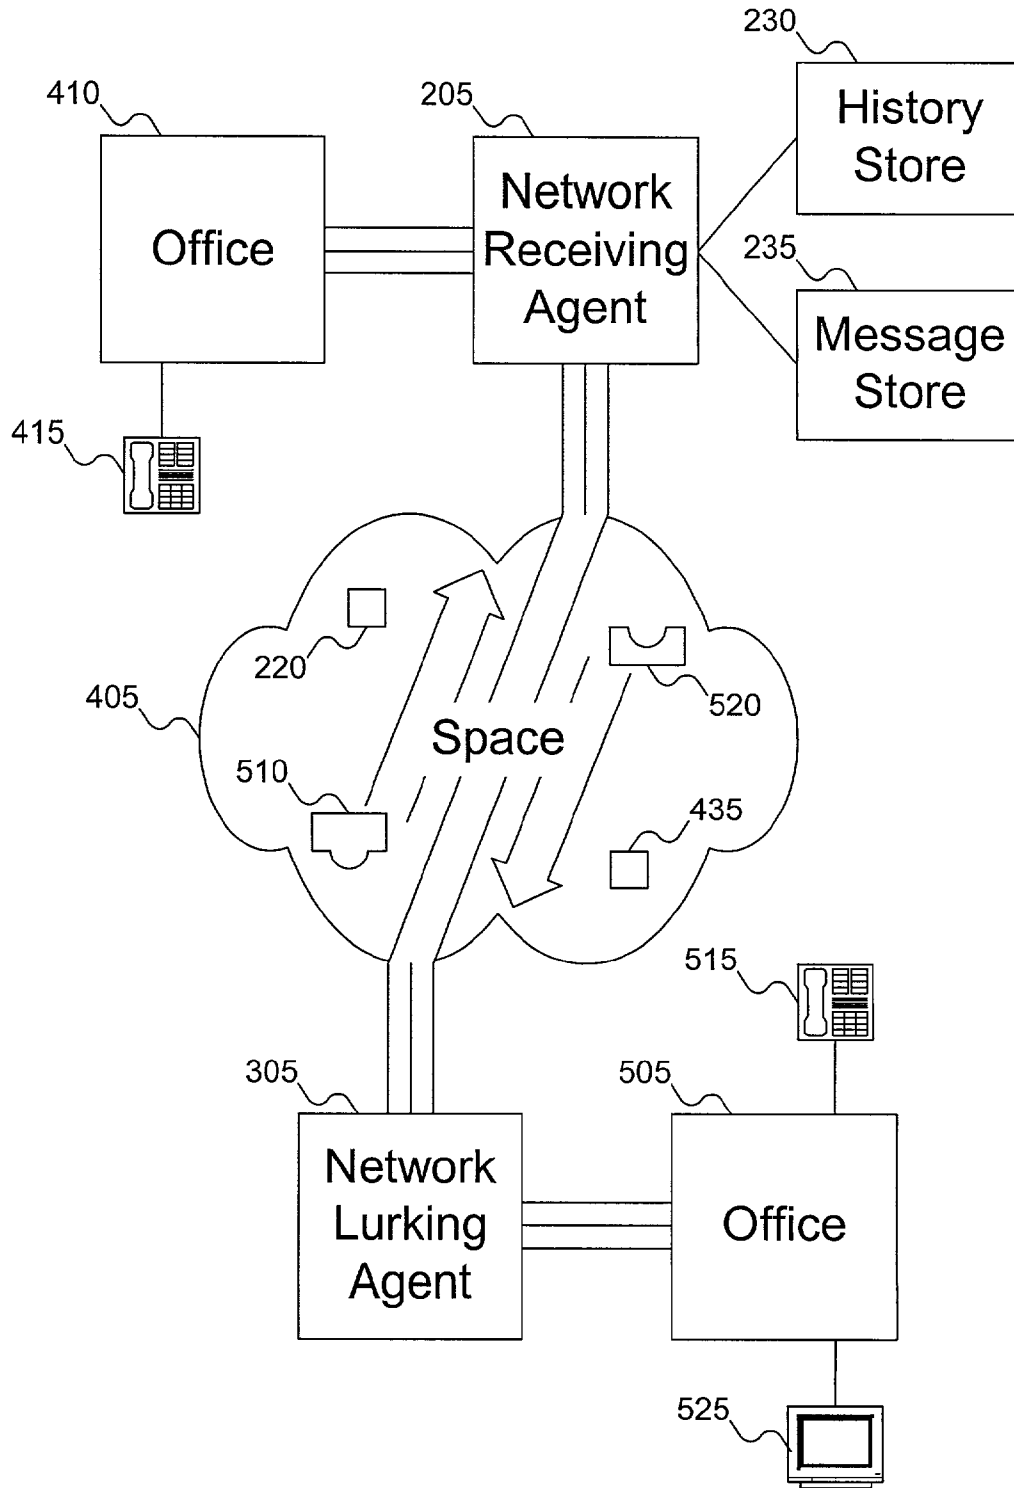 230
History
Store
410
205
Office
Network
Receiving
Agent
235
Message
Store
415
220
520
405
Space
510
435
515
305
505
Network
Lurking
Agent
Office
525